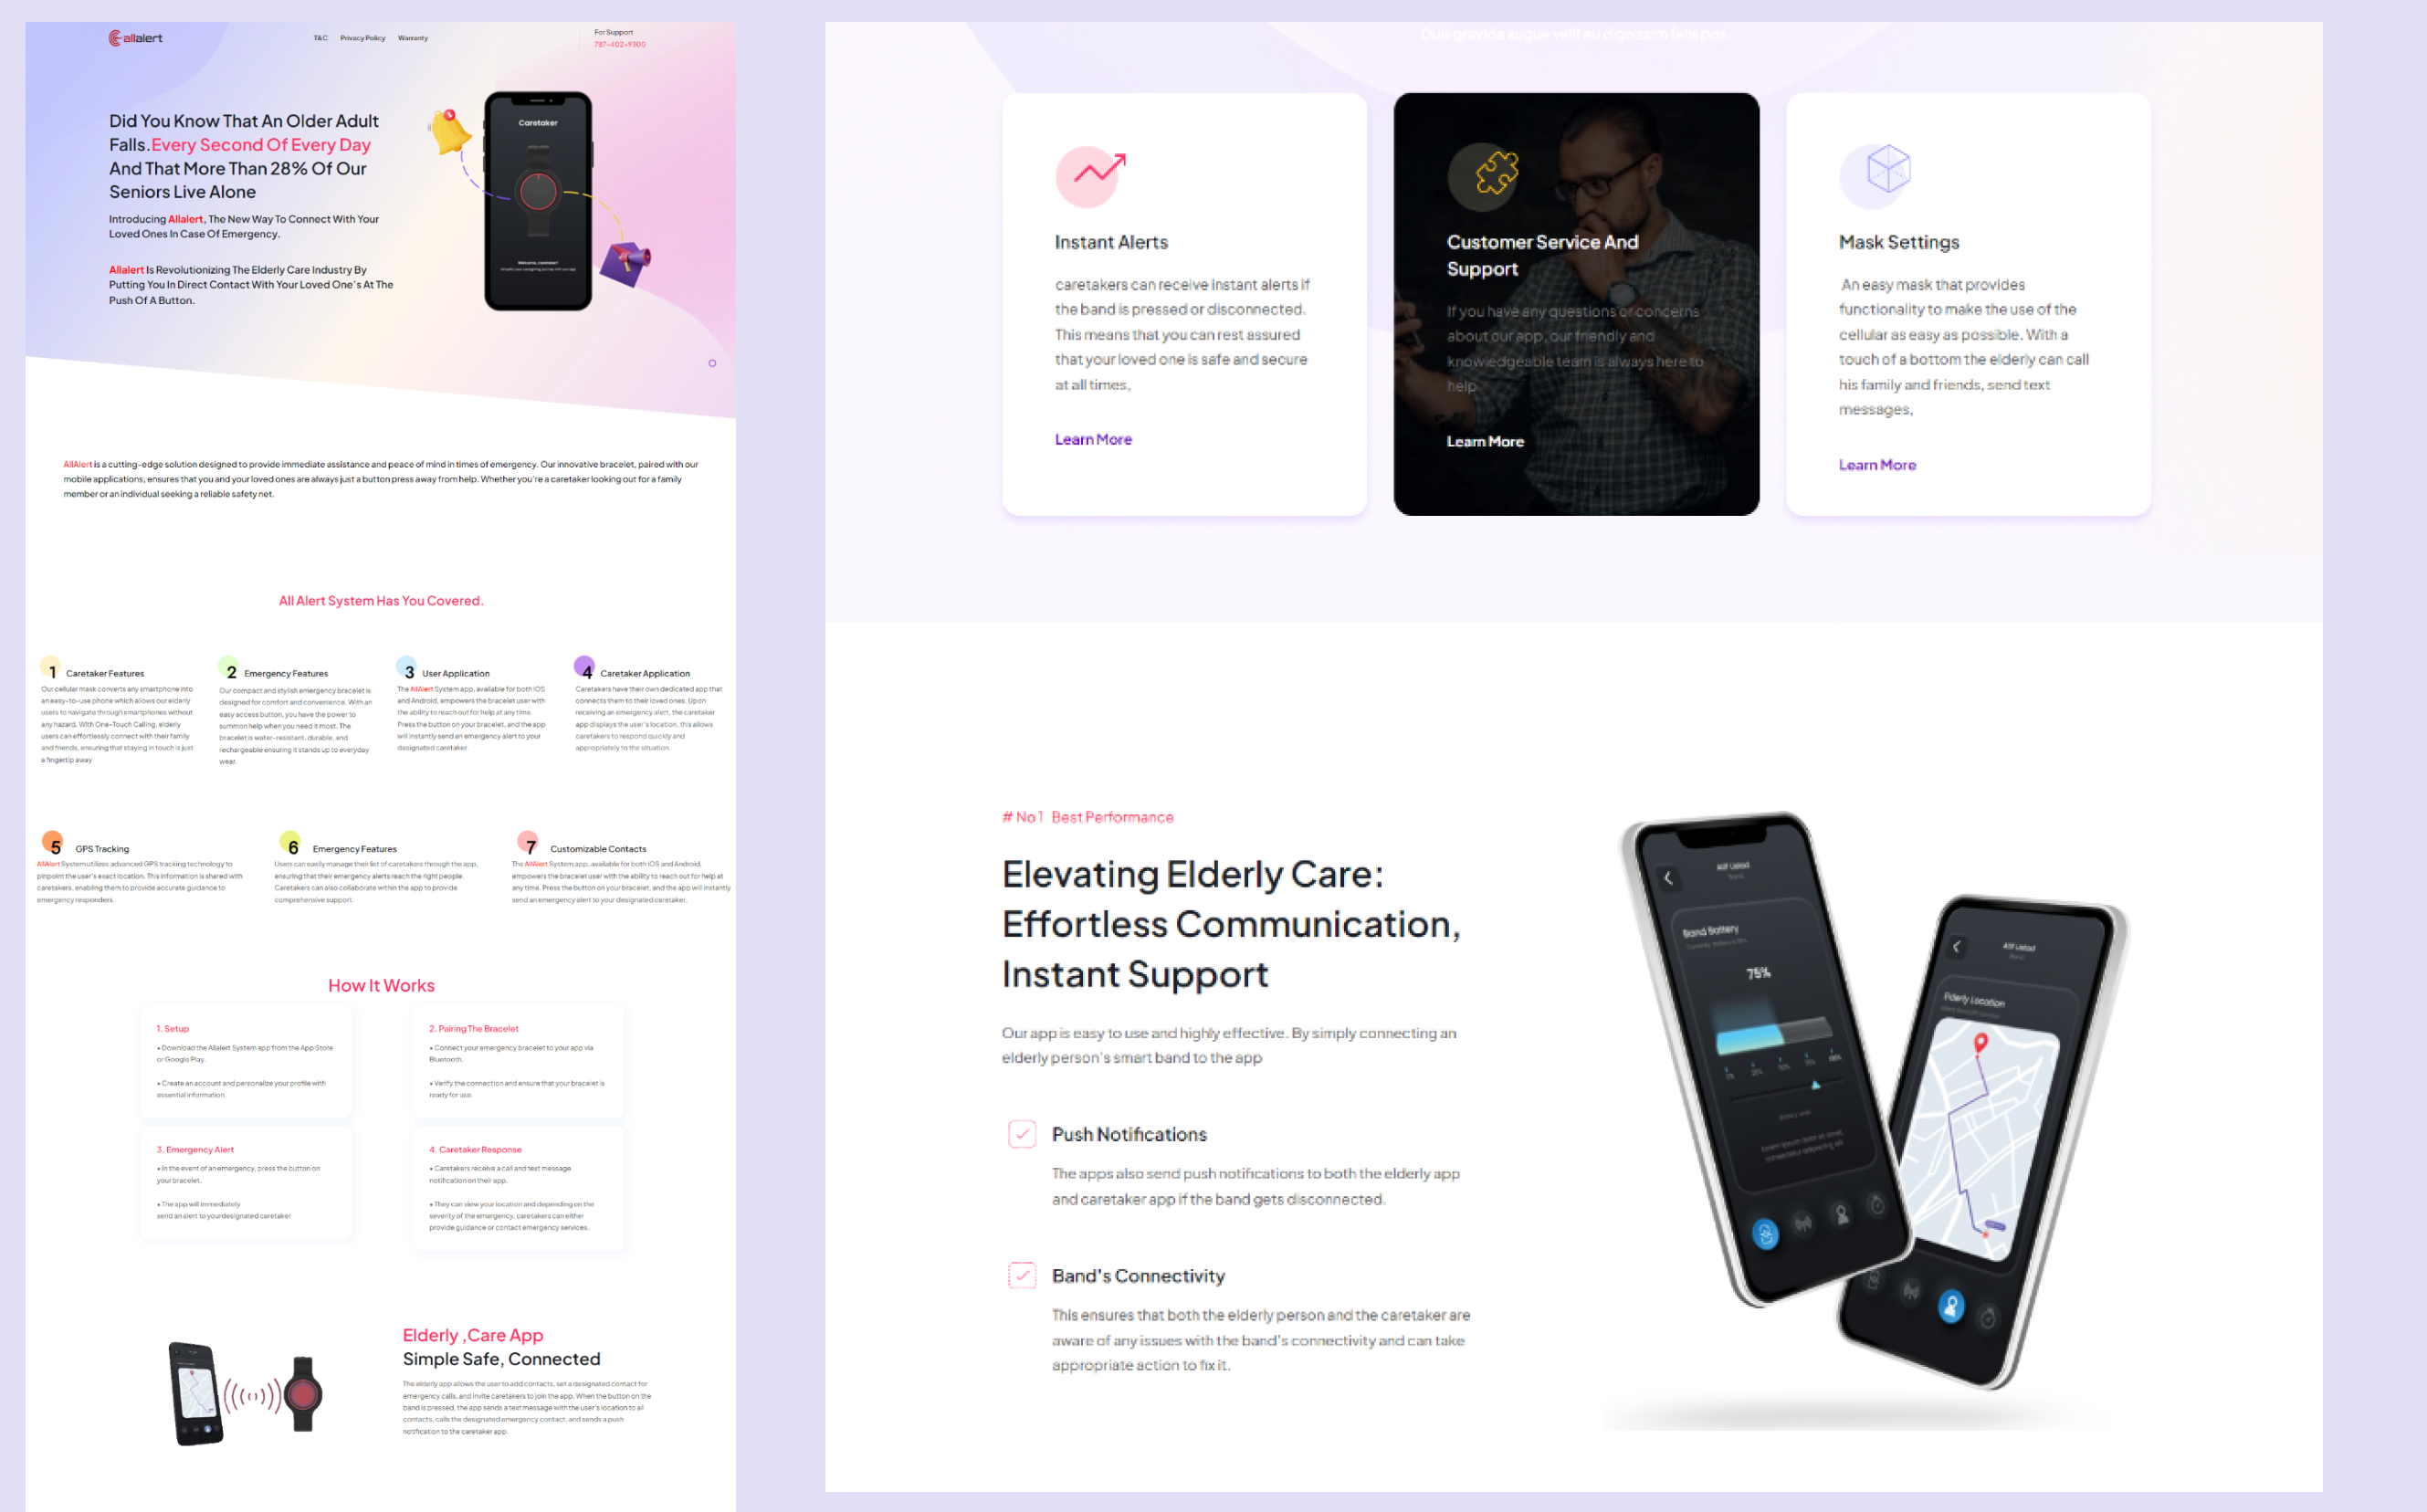 allalert
T&C Privacy Policy Warranty
For Support
787-402-9300
Did You Know That An Older Adult
Falls.Every Second Of Every Day
And That More Than 28% Of Our
Seniors Live Alone
Introducing Allalert, The New Way To Connect With Your
Loved Ones In Case Of Emergency.
Allalert Is Revolutionizing The Elderly Care Industry By
Putting You In Direct Contact With Your Loved One's At The
Push Of A Button.
Caretaker
Welcome, caretaker!
Simplify your caregiving journey with our app
AllAlert is a cutting-edge solution designed to provide immediate assistance and peace of mind in times of emergency. Our innovative bracelet, paired with our
mobile applications, ensures that you and your loved ones are always just a button press away from help. Whether you're a caretaker looking out for a family
member or an individual seeking a reliable safety net.
All Alert System Has You Covered.
1 Caretaker Features
Our cellular mask converts any smartphone into
an easy-to-use phone which allows our elderly
users to navigate through smartphones without
any hazard. With One-Touch Calling, elderly
users can effortlessly connect with their family
and friends, ensuring that staying in touch is just
a fingertip away
2 Emergency Features
Our compact and stylish emergency bracelet is
designed for comfort and convenience. With an
easy access button, you have the power to
summon help when you need it most. The
bracelet is water-resistant, durable, and
rechargeable ensuring it stands up to everyday
wear.
3 User Application
The AllAlert System app, available for both iOS
and Android, empowers the bracelet user with
the ability to reach out for help at any time.
Press the button on your bracelet, and the app
will instantly send an emergency alert to your
designated caretaker.
4 Caretaker Application
Caretakers have their own dedicated app that
connects them to their loved ones. Upon
receiving an emergency alert, the caretaker
app displays the user's location, this allows
caretakers to respond quickly and
appropriately to the situation.
5 GPS Tracking
AllAlert System utilizes advanced GPS tracking technology to
pinpoint the user's exact location. This information is shared with
caretakers, enabling them to provide accurate guidance to
emergency responders.
6 Emergency Features
Users can easily manage their list of caretakers through the app,
ensuring that their emergency alerts reach the right people.
Caretakers can also collaborate within the app to provide
comprehensive support.
7 Customizable Contacts
The AllAlert System app, available for both iOS and Android,
empowers the bracelet user with the ability to reach out for help at
any time. Press the button on your bracelet, and the app will instantly
send an emergency alert to your designated caretaker.
How It Works
1. Setup
• Download the Allalert System app from the App Store
or Google Play.
• Create an account and personalize your profile with
essential information.
2. Pairing The Bracelet
• Connect your emergency bracelet to your app via
Bluetooth.
• Verify the connection and ensure that your bracelet is
ready for use.
3. Emergency Alert
• In the event of an emergency, press the button on
your bracelet.
• The app will immediately
send an alert to yourdesignated caretaker
4. Caretaker Response
• Caretakers receive a call and text message
notification on their app.
• They can view your location and depending on the
severity of the emergency, caretakers can either
provide guidance or contact emergency services.
Elderly ,Care App
Simple Safe, Connected
The elderly app allows the user to add contacts, set a designated contact for
emergency calls, and invite caretakers to join the app. When the button on the
band is pressed, the app sends a text message with the user's location to all
contacts, calls the designated emergency contact, and sends a push
notification to the caretaker app.
Duis gravida augue velit eu dignissim felis pos.
Instant Alerts
caretakers can receive instant alerts if
the band is pressed or disconnected.
This means that you can rest assured
that your loved one is safe and secure
at all times,
Learn More
Customer Service And
Support
If you have any questions or concerns
about our app, our friendly and
knowledgeable team is always here to
help
Learn More
Mask Settings
An easy mask that provides
functionality to make the use of the
cellular as easy as possible. With a
touch of a bottom the elderly can call
his family and friends, send text
messages,
Learn More
# No1 Best Performance
Elevating Elderly Care:
Effortless Communication,
Instant Support
Our app is easy to use and highly effective. By simply connecting an
elderly person's smart band to the app
Push Notifications
The apps also send push notifications to both the elderly app
and caretaker app if the band gets disconnected.
Band's Connectivity
This ensures that both the elderly person and the caretaker are
aware of any issues with the band's connectivity and can take
appropriate action to fix it.
Band
Band Battery
75%
Elderly Location